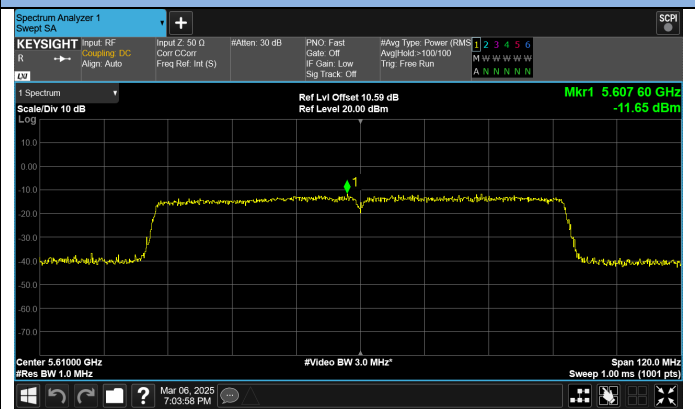 Spectrum Analyzer 1
Swept SA
+
SCPI
KEYSIGHT
R
LXI
Input: RF
Coupling: DC
Align: Auto
Input Z: 50 Ω
Corr CCorr
Freq Ref: Int (S)
#Atten: 30 dB
PNO: Fast
Gate: Off
IF Gain: Low
Sig Track: Off
#Avg Type: Power (RMS
Avg|Hold:>100/100
Trig: Free Run
1 2 3 4 5 6
M W W W W W
A N N N N N
1 Spectrum
Scale/Div 10 dB
Log
Ref Lvl Offset 10.59 dB
Ref Level 20.00 dBm
Mkr1 5.607 60 GHz
-11.65 dBm
10.0
0.00
-10.0
-20.0
-30.0
-40.0
-50.0
-60.0
-70.0
1
Center 5.61000 GHz
#Res BW 1.0 MHz
#Video BW 3.0 MHz*
Span 120.0 MHz
Sweep 1.00 ms (1001 pts)
?
Mar 06, 2025
7:03:58 PM